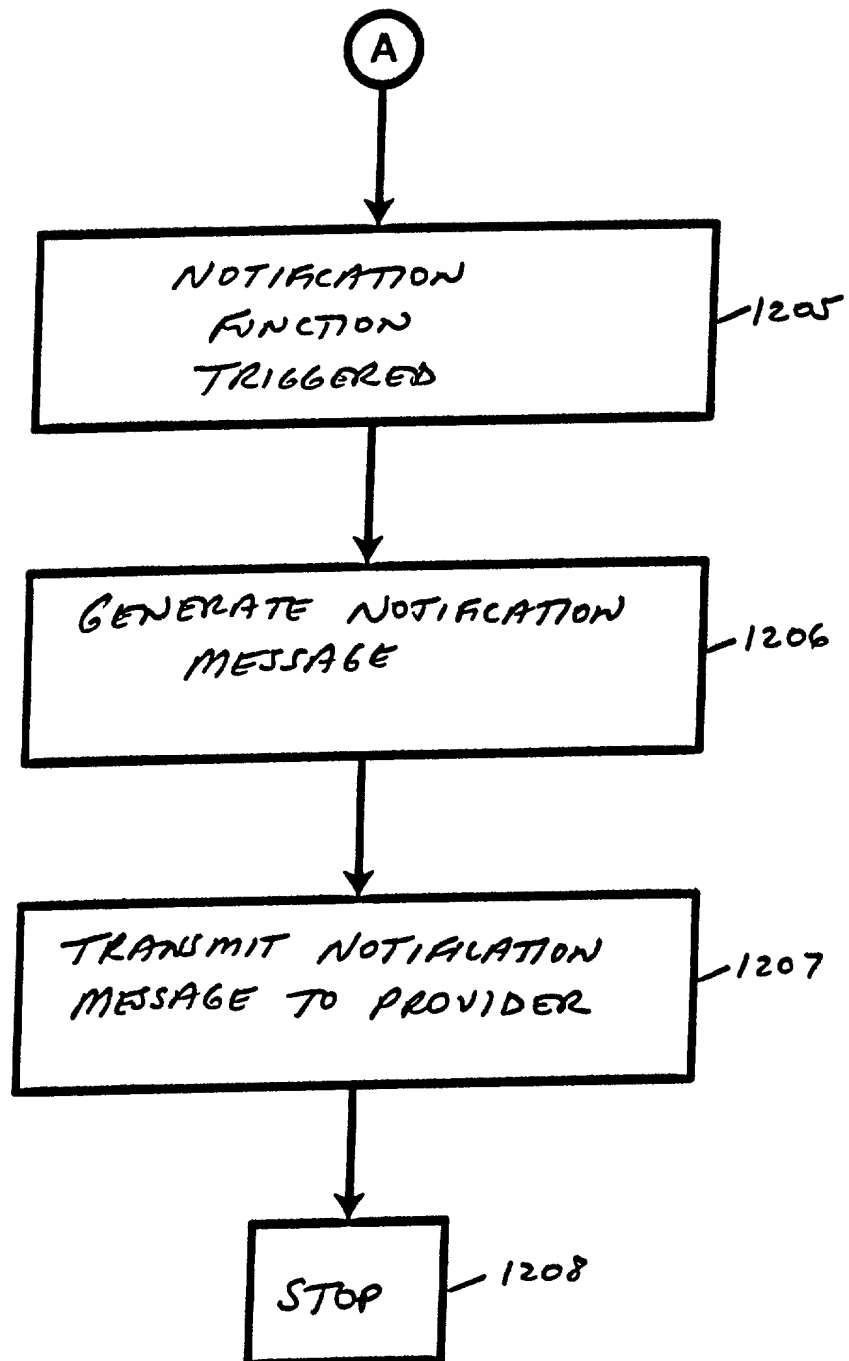 A
NOTIFICATION
FUNCTION
TRIGGERED
1205
GENERATE NOTIFICATION
MESSAGE
1206
TRANSMIT NOTIFICATION
MESSAGE TO PROVIDER
1207
STOP
1208